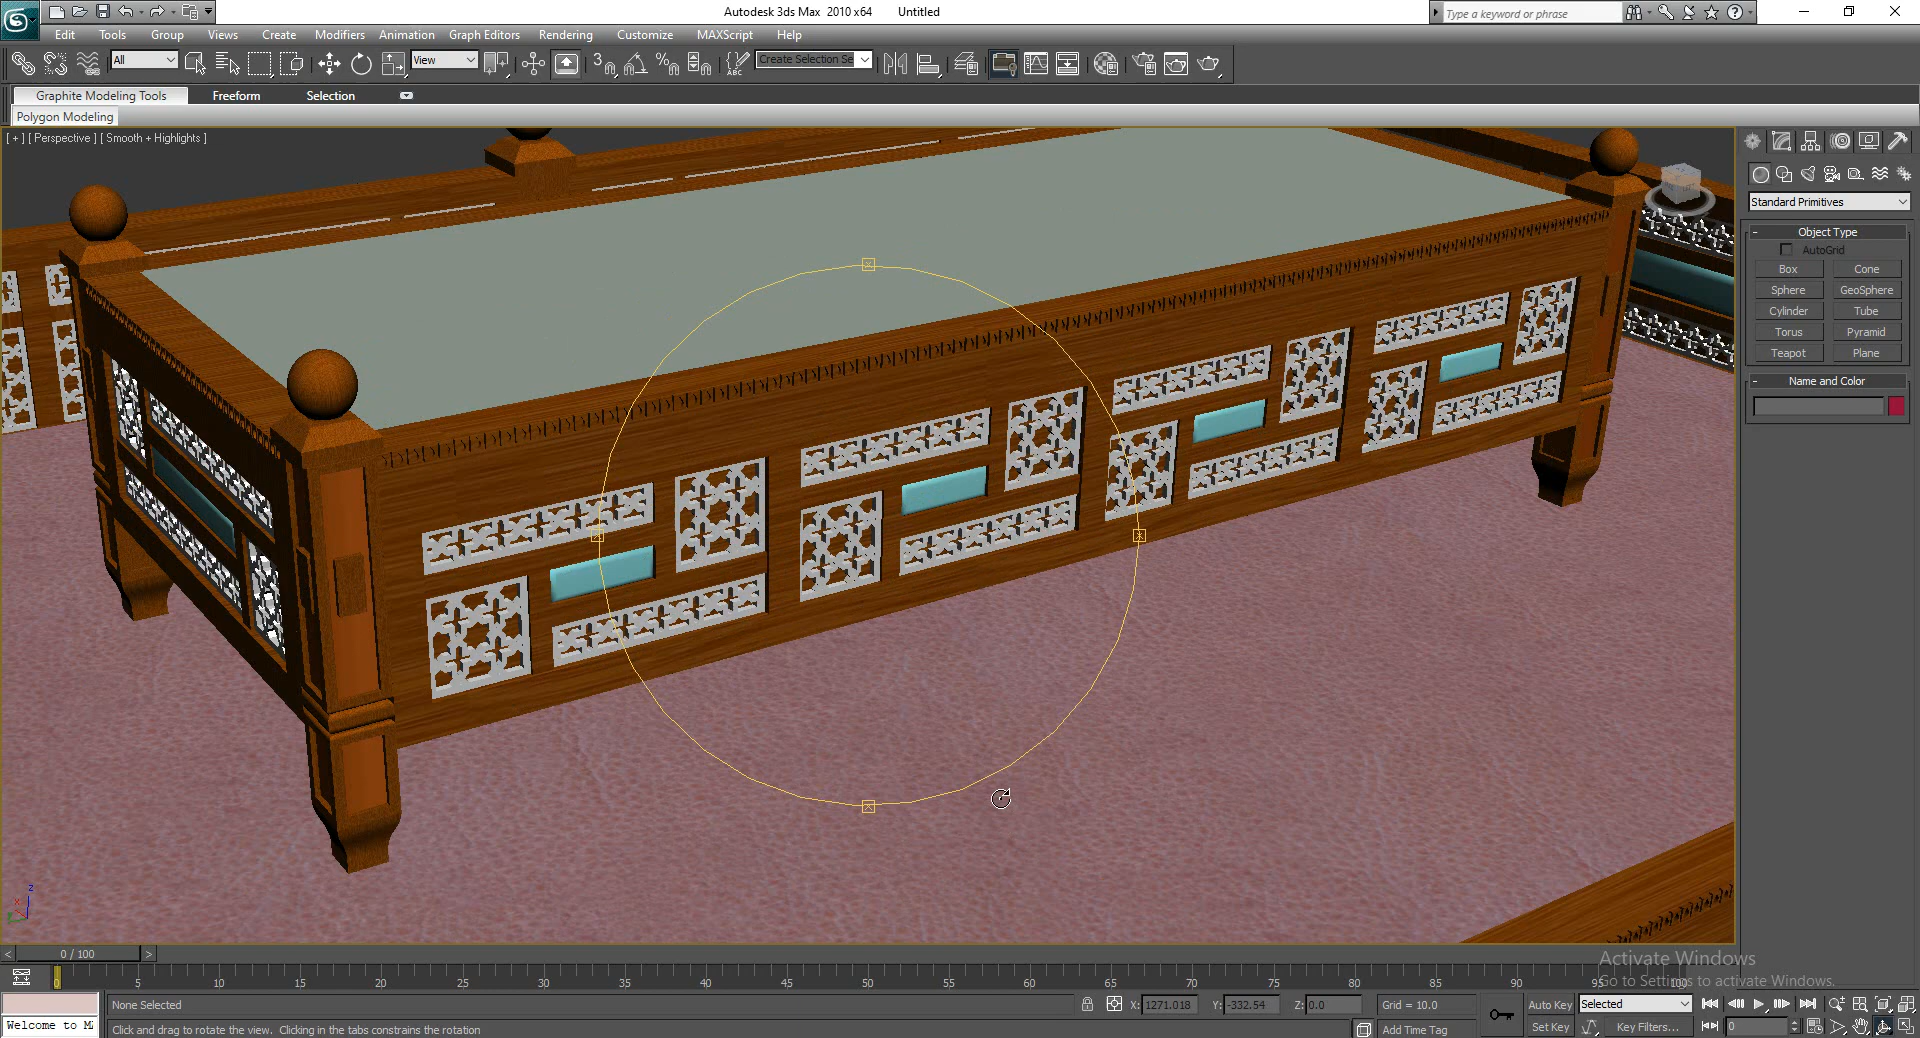 Autodesk 3ds Max 2010 x64 Untitled
Type a keyword or phrase
Edit Tools Group Views Create Modifiers Animation Graph Editors Rendering Customize MAXScript Help
All View Create Selection Se
Graphite Modeling Tools Freeform Selection
Polygon Modeling
[ + ] [ Perspective ] [ Smooth + Highlights ]
Standard Primitives
- Object Type
AutoGrid
Box Cone
Sphere GeoSphere
Cylinder Tube
Torus Pyramid
Teapot Plane
- Name and Color
z
x
< 0 / 100 >
Activate Windows
Go to Settings to activate Windows.
0 5 10 15 20 25 30 35 40 45 50 55 60 65 70 75 80 85 90 95 100
None Selected X: 1271.018 Y: -332.54 Z: 0.0 Grid = 10.0 Auto Key Selected
Welcome to M Click and drag to rotate the view. Clicking in the tabs constrains the rotation Add Time Tag Set Key Key Filters... 0